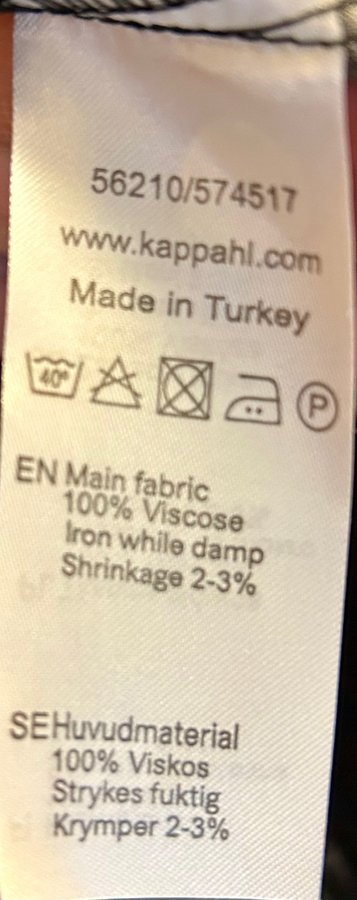 56210/574517
www.kappahl.com
Made in Turkey
40°
P
EN Main fabric
100% Viscose
Iron while damp
Shrinkage 2-3%
SE Huvudmaterial
100% Viskos
Strykes fuktig
Krymper 2-3%